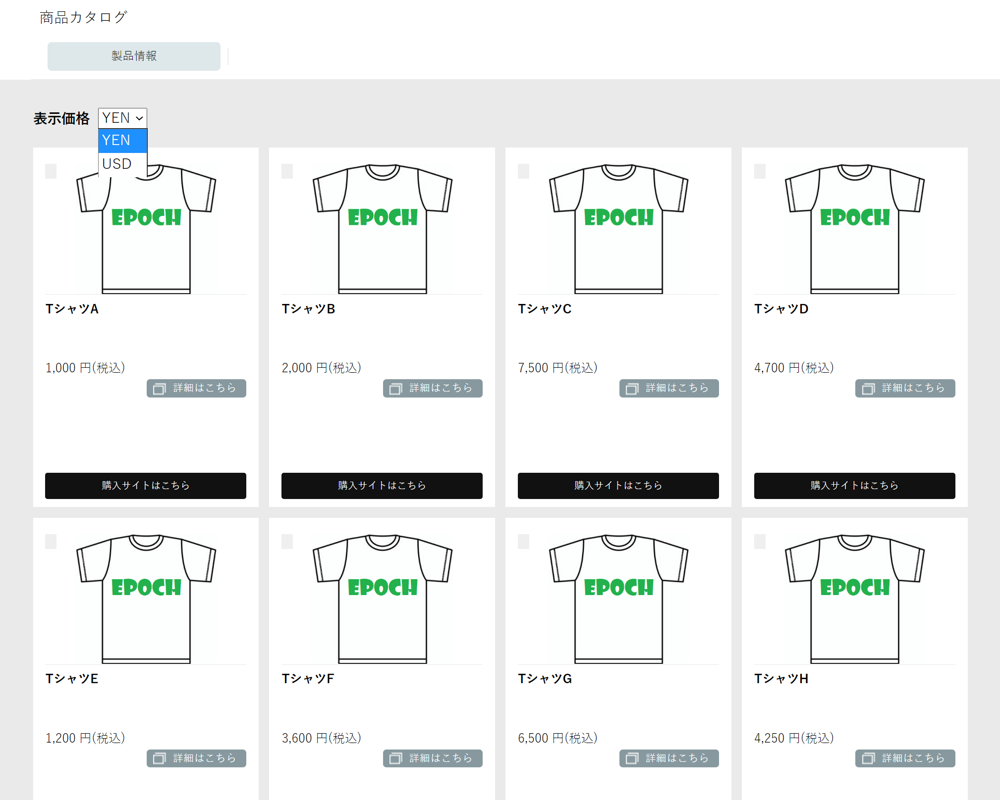 商品カタログ
製品情報
表示価格 YEN
YEN
USD
EPOCH EPOCH EPOCH EPOCH
TシャツA TシャツB TシャツC TシャツD
1,000 円(税込) 2,000 円(税込) 7,500 円(税込) 4,700 円(税込)
詳細はこちら 詳細はこちら 詳細はこちら 詳細はこちら
購入サイトはこちら 購入サイトはこちら 購入サイトはこちら 購入サイトはこちら
EPOCH EPOCH EPOCH EPOCH
TシャツE TシャツF TシャツG TシャツH
1,200 円(税込) 3,600 円(税込) 6,500 円(税込) 4,250 円(税込)
詳細はこちら 詳細はこちら 詳細はこちら 詳細はこちら